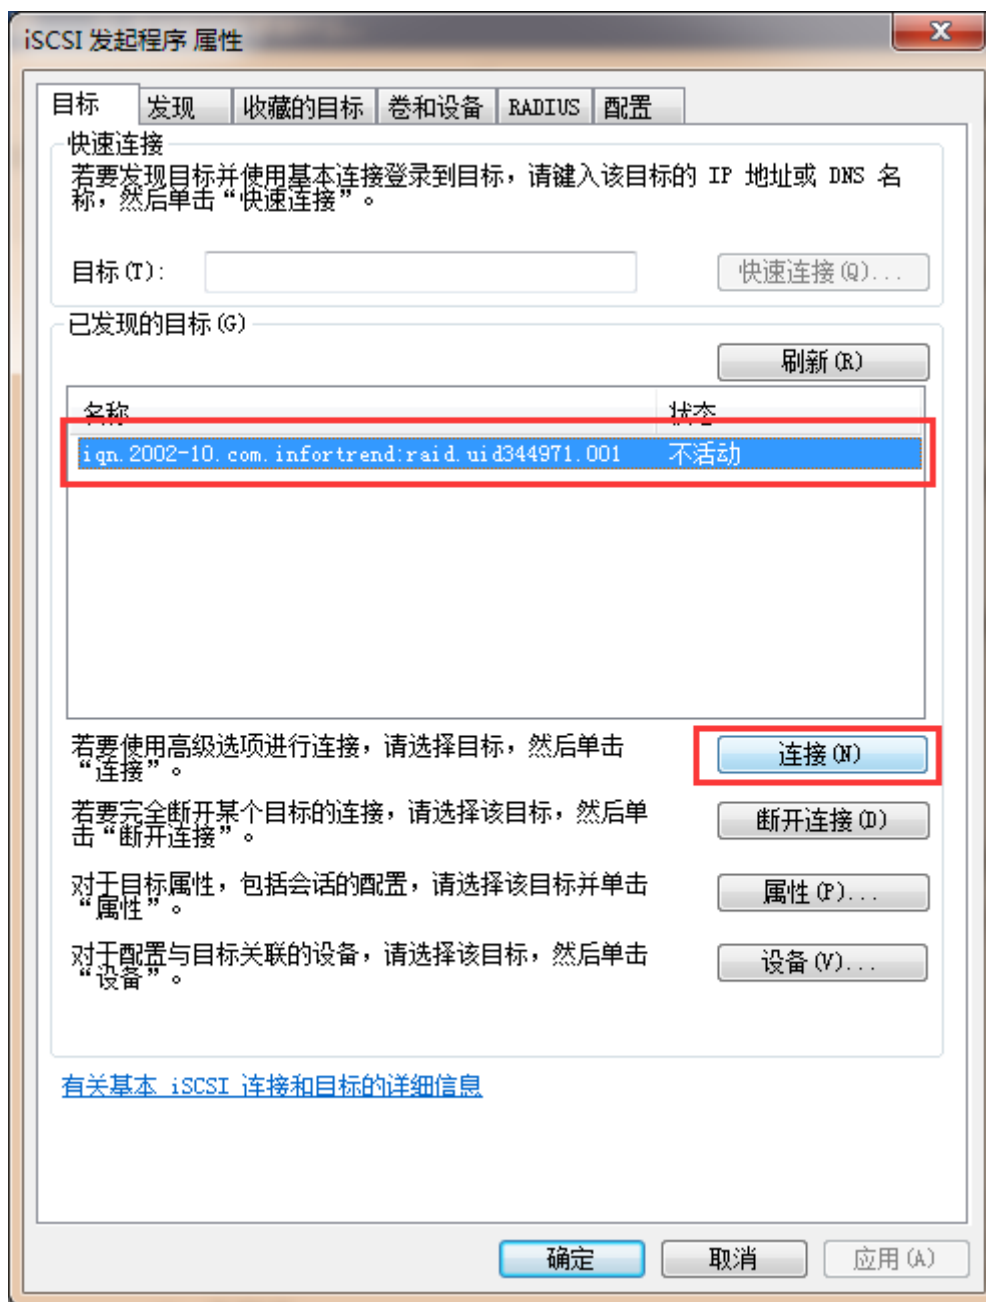 iSCSI 发起程序 属性
目标 发现 收藏的目标 卷和设备 RADIUS 配置
快速连接
若要发现目标并使用基本连接登录到目标，请键入该目标的 IP 地址或 DNS 名
称，然后单击“快速连接”。
目标(T): 快速连接(Q)...
已发现的目标(G)
刷新(R)
名称 状态
iqn.2002-10.com.infortrend:raid.uid344971.001 不活动
若要使用高级选项进行连接，请选择目标，然后单击
“连接”。
连接(N)
若要完全断开某个目标的连接，请选择该目标，然后单
击“断开连接”。
断开连接(D)
对于目标属性，包括会话的配置，请选择该目标并单击
“属性”。
属性(P)...
对于配置与目标关联的设备，请选择该目标，然后单击
“设备”。
设备(V)...
有关基本 iSCSI 连接和目标的详细信息
确定 取消 应用(A)